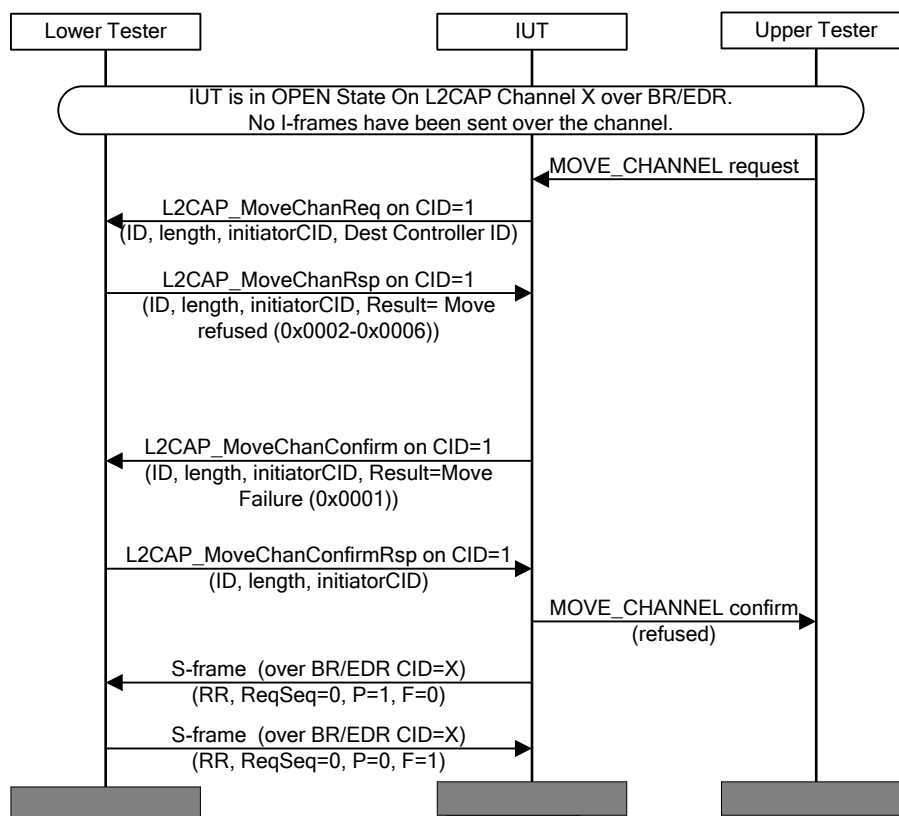 Lower Tester
IUT
Upper Tester
IUT is in OPEN State On L2CAP Channel X over BR/EDR.
No I-frames have been sent over the channel.
MOVE_CHANNEL request
L2CAP_MoveChanReq on CID=1
(ID, length, initiatorCID, Dest Controller ID)
L2CAP_MoveChanRsp on CID=1
(ID, length, initiatorCID, Result= Move
refused (0x0002-0x0006))
L2CAP_MoveChanConfirm on CID=1
(ID, length, initiatorCID, Result=Move
Failure (0x0001))
L2CAP_MoveChanConfirmRsp on CID=1
(ID, length, initiatorCID)
MOVE_CHANNEL confirm
(refused)
S-frame (over BR/EDR CID=X)
(RR, ReqSeq=0, P=1, F=0)
S-frame (over BR/EDR CID=X)
(RR, ReqSeq=0, P=0, F=1)